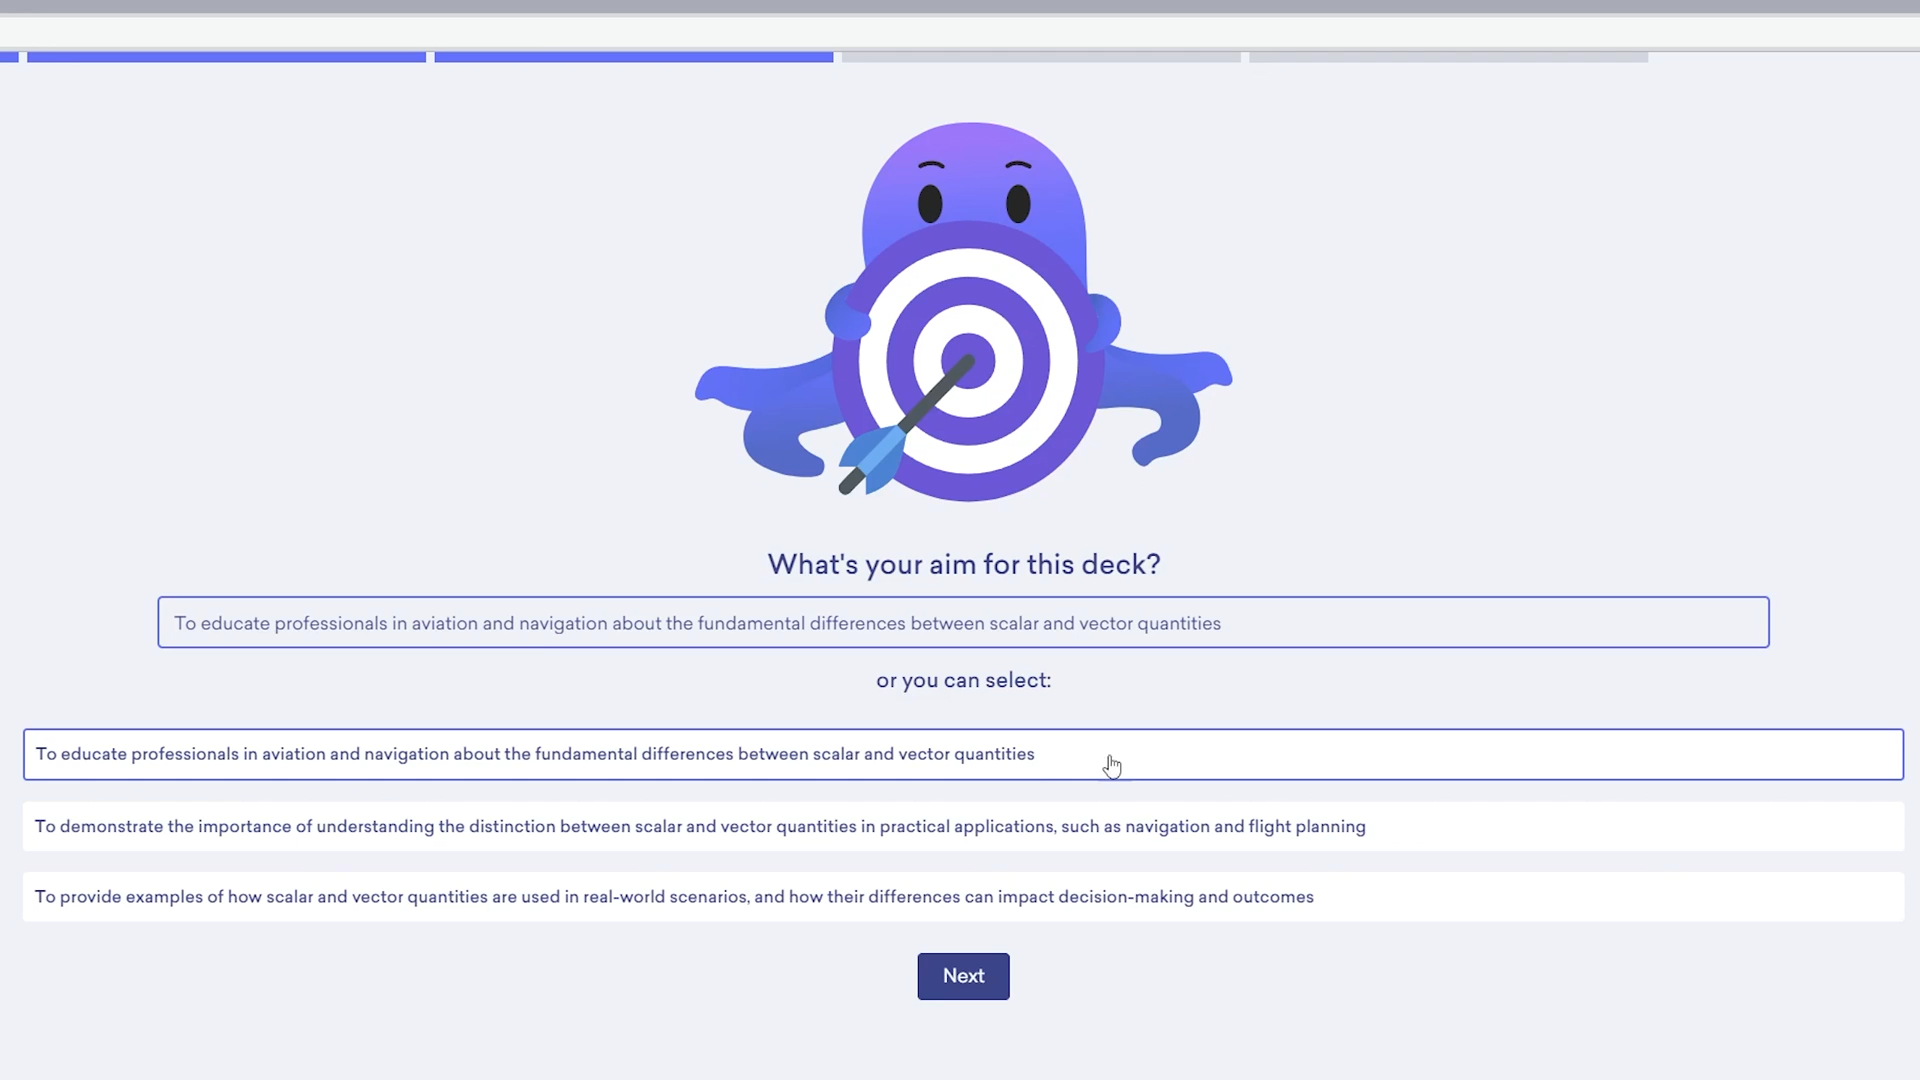 What's your aim for this deck?
To educate professionals in aviation and navigation about the fundamental differences between scalar and vector quantities
or you can select:
To educate professionals in aviation and navigation about the fundamental differences between scalar and vector quantities
To demonstrate the importance of understanding the distinction between scalar and vector quantities in practical applications, such as navigation and flight planning
To provide examples of how scalar and vector quantities are used in real-world scenarios, and how their differences can impact decision-making and outcomes
Next